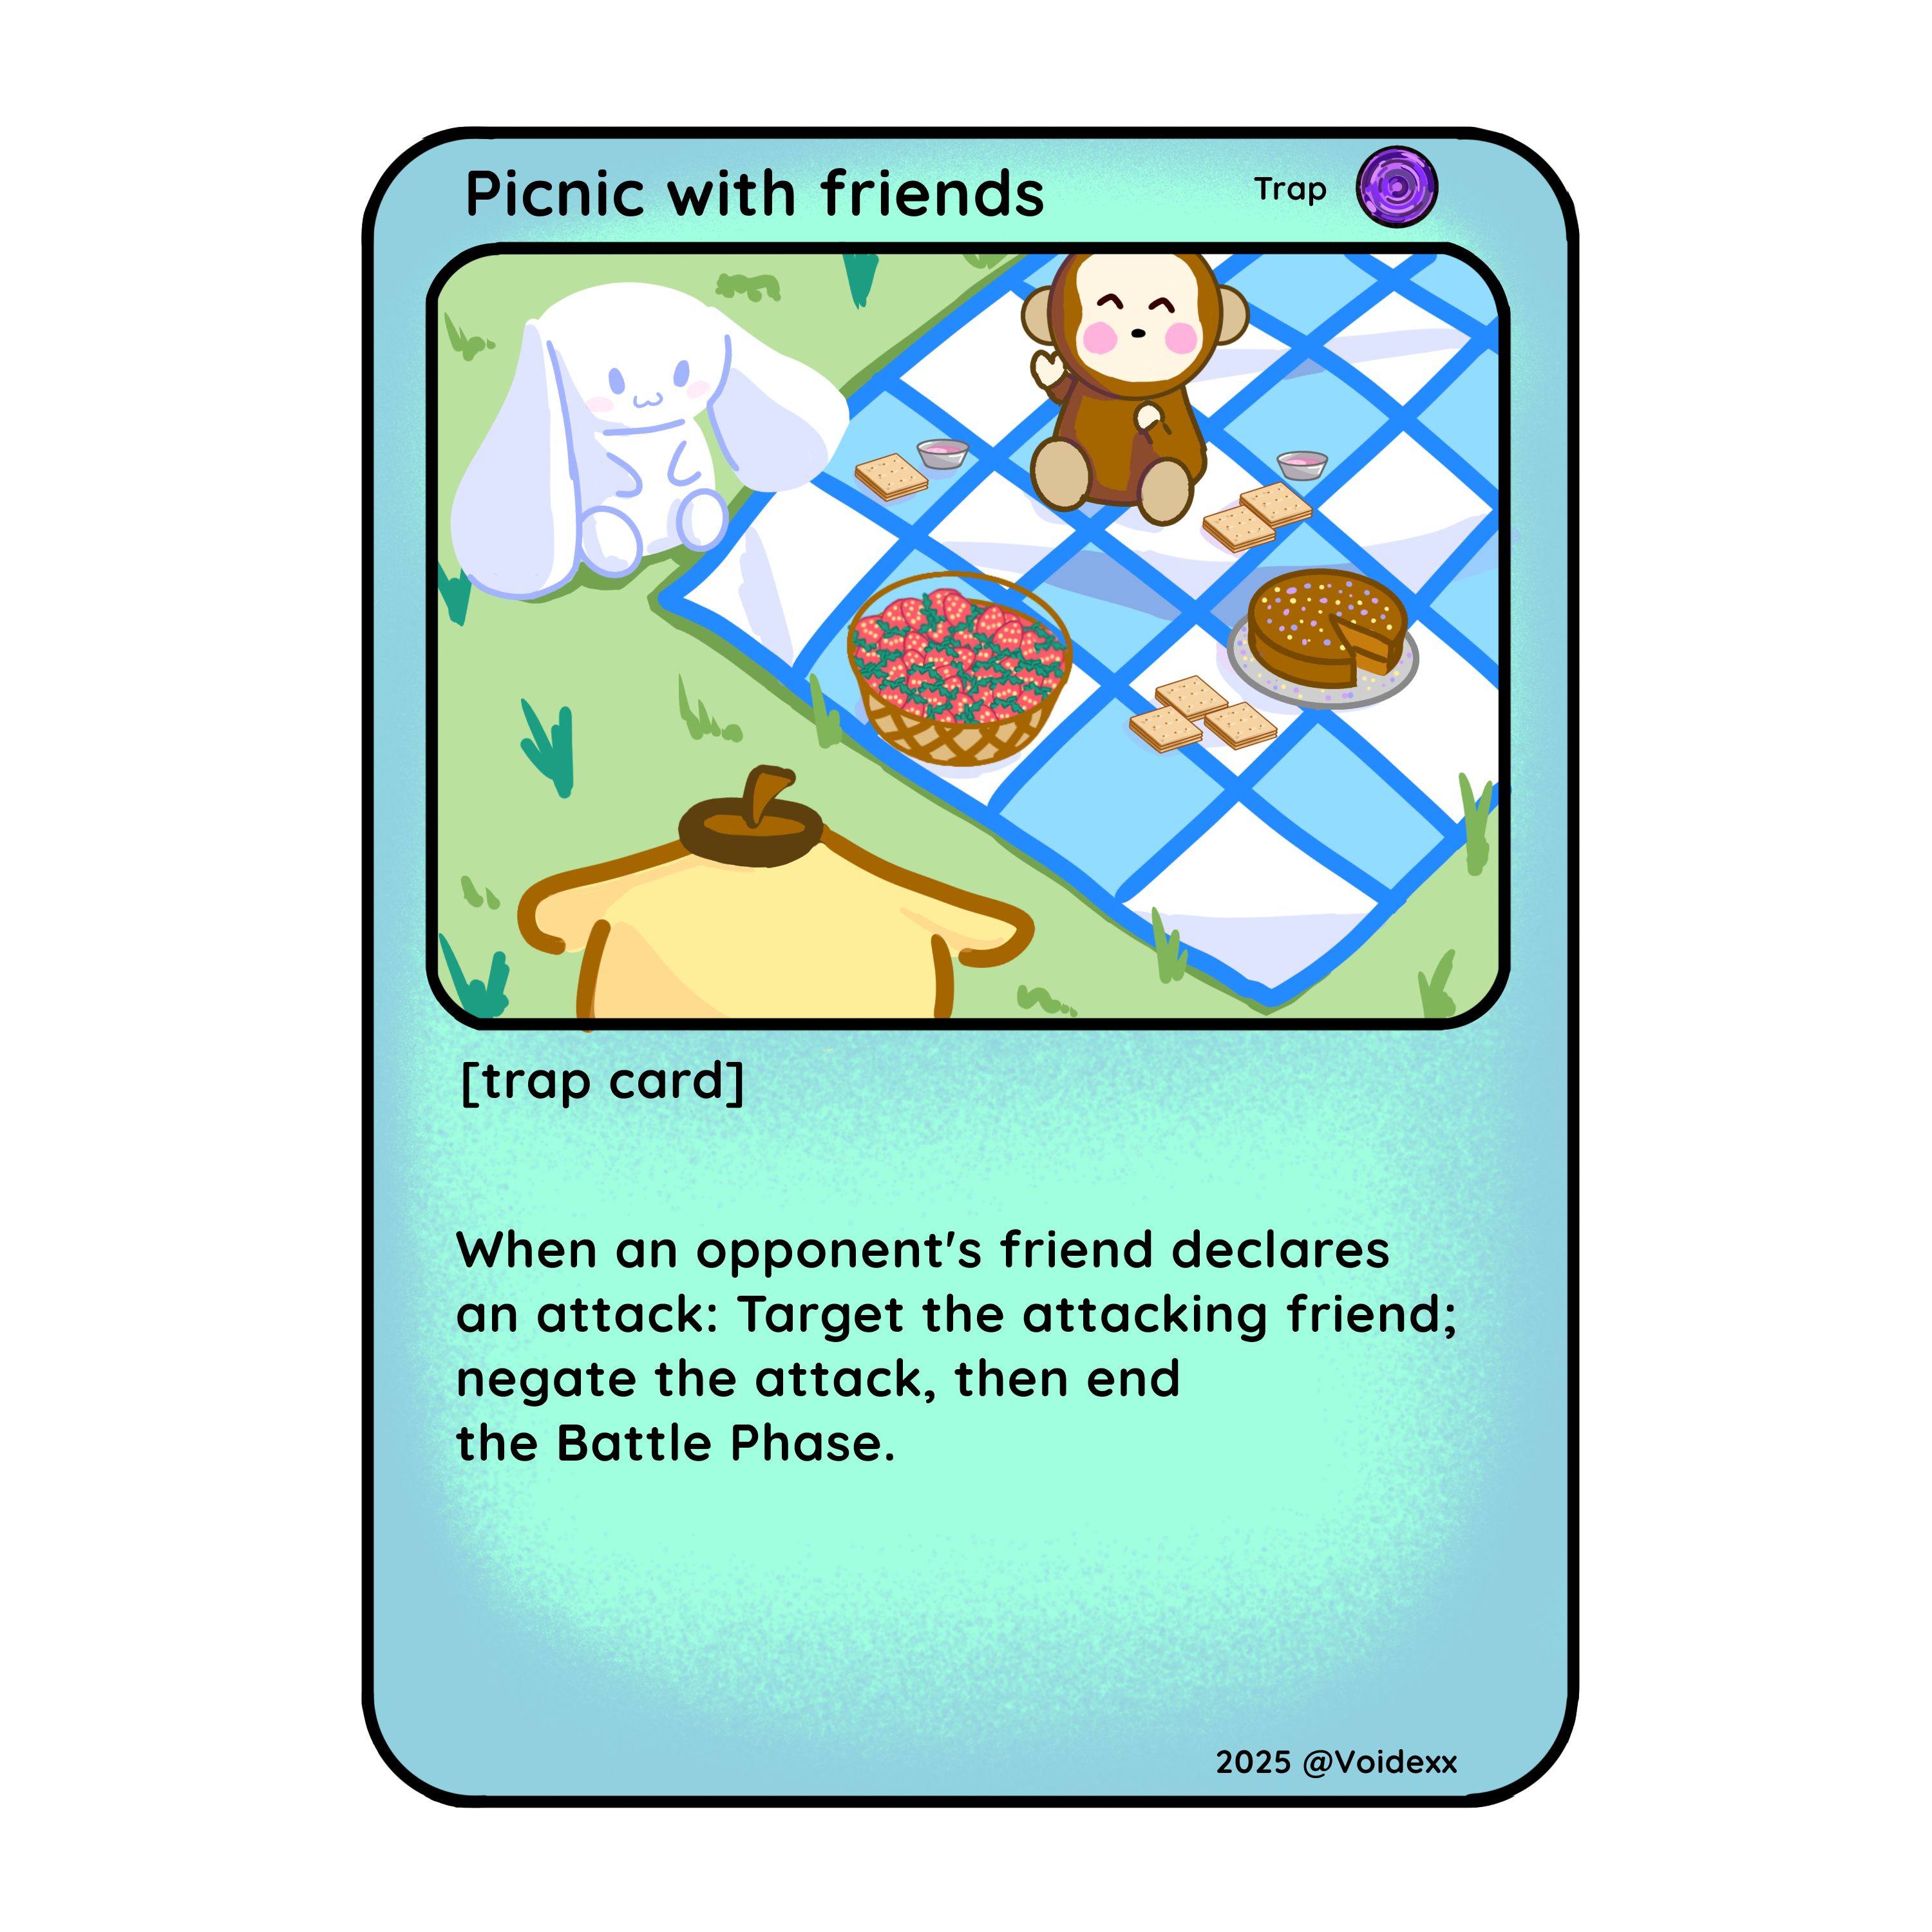 Picnic with friends
Trap
[trap card]
When an opponent's friend declares
an attack: Target the attacking friend;
negate the attack, then end
the Battle Phase.
2025 @Voidexx